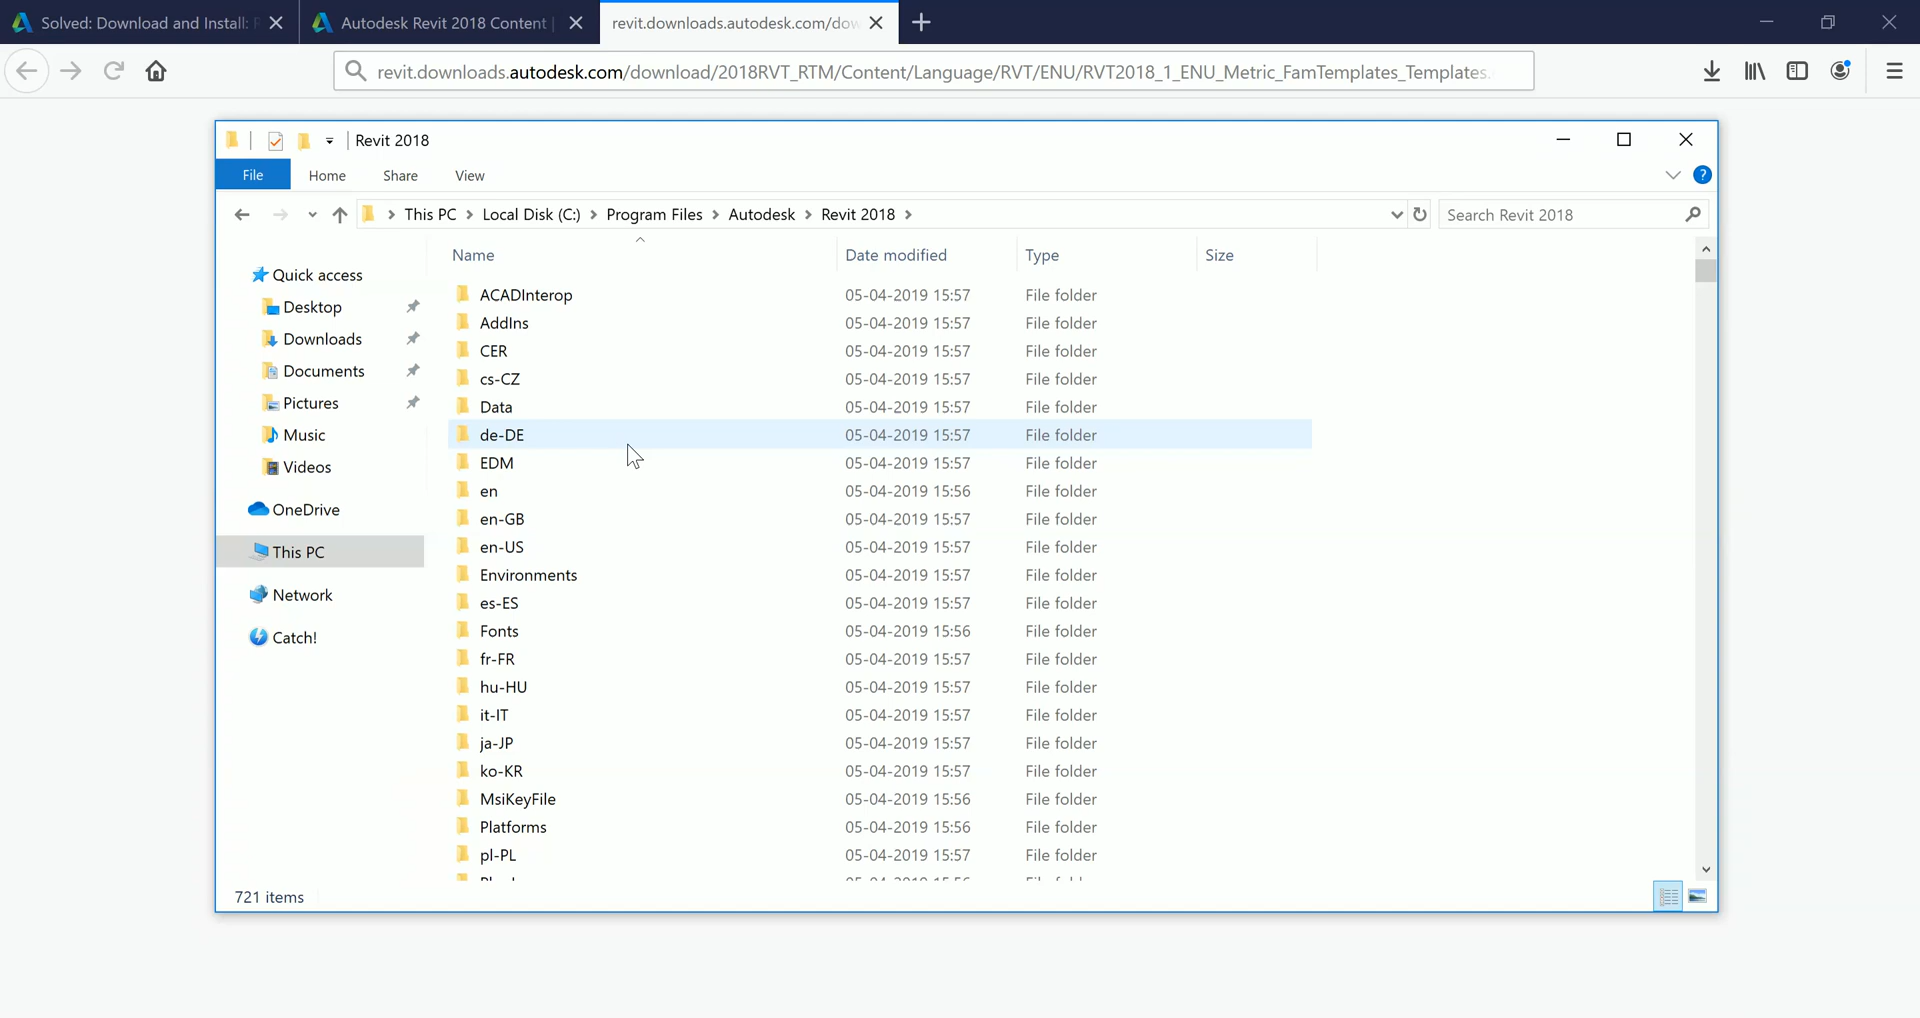 Solved: Download and Install:
Autodesk Revit 2018 Content |
revit.downloads.autodesk.com/dow
revit.downloads.autodesk.com/download/2018RVT_RTM/Content/Language/RVT/ENU/RVT2018_1_ENU_Metric_FamTemplates_Templates.
Revit 2018
File Home Share View
This PC > Local Disk (C:) > Program Files > Autodesk > Revit 2018 >
Search Revit 2018
Quick access
Desktop
Downloads
Documents
Pictures
Music
Videos
OneDrive
This PC
Network
Catch!
Name Date modified Type Size
ACADInterop 05-04-2019 15:57 File folder
AddIns 05-04-2019 15:57 File folder
CER 05-04-2019 15:57 File folder
cs-CZ 05-04-2019 15:57 File folder
Data 05-04-2019 15:57 File folder
de-DE 05-04-2019 15:57 File folder
EDM 05-04-2019 15:57 File folder
en 05-04-2019 15:56 File folder
en-GB 05-04-2019 15:57 File folder
en-US 05-04-2019 15:57 File folder
Environments 05-04-2019 15:57 File folder
es-ES 05-04-2019 15:57 File folder
Fonts 05-04-2019 15:56 File folder
fr-FR 05-04-2019 15:57 File folder
hu-HU 05-04-2019 15:57 File folder
it-IT 05-04-2019 15:57 File folder
ja-JP 05-04-2019 15:57 File folder
ko-KR 05-04-2019 15:57 File folder
MsiKeyFile 05-04-2019 15:56 File folder
Platforms 05-04-2019 15:56 File folder
pl-PL 05-04-2019 15:57 File folder
721 items